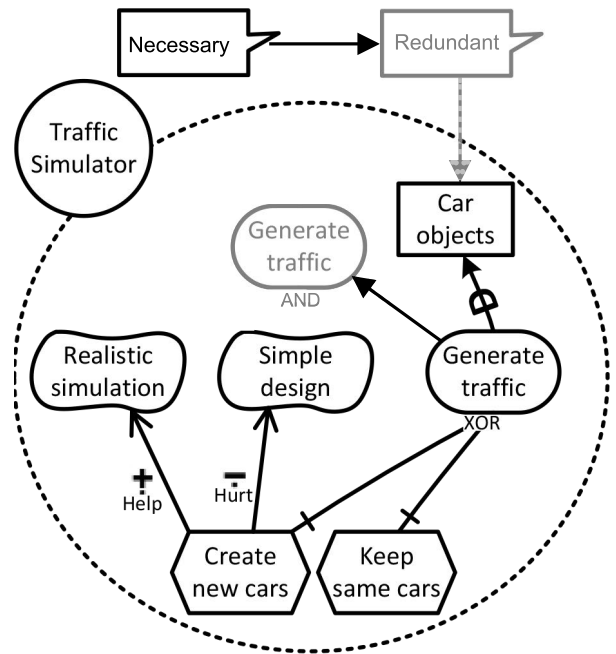 Necessary
Redundant
Traffic
Simulator
Car
objects
Generate
traffic
AND
Realistic
simulation
Simple
design
Generate
traffic
XOR
+
Help
-
Hurt
D
Create
new cars
Keep
same cars